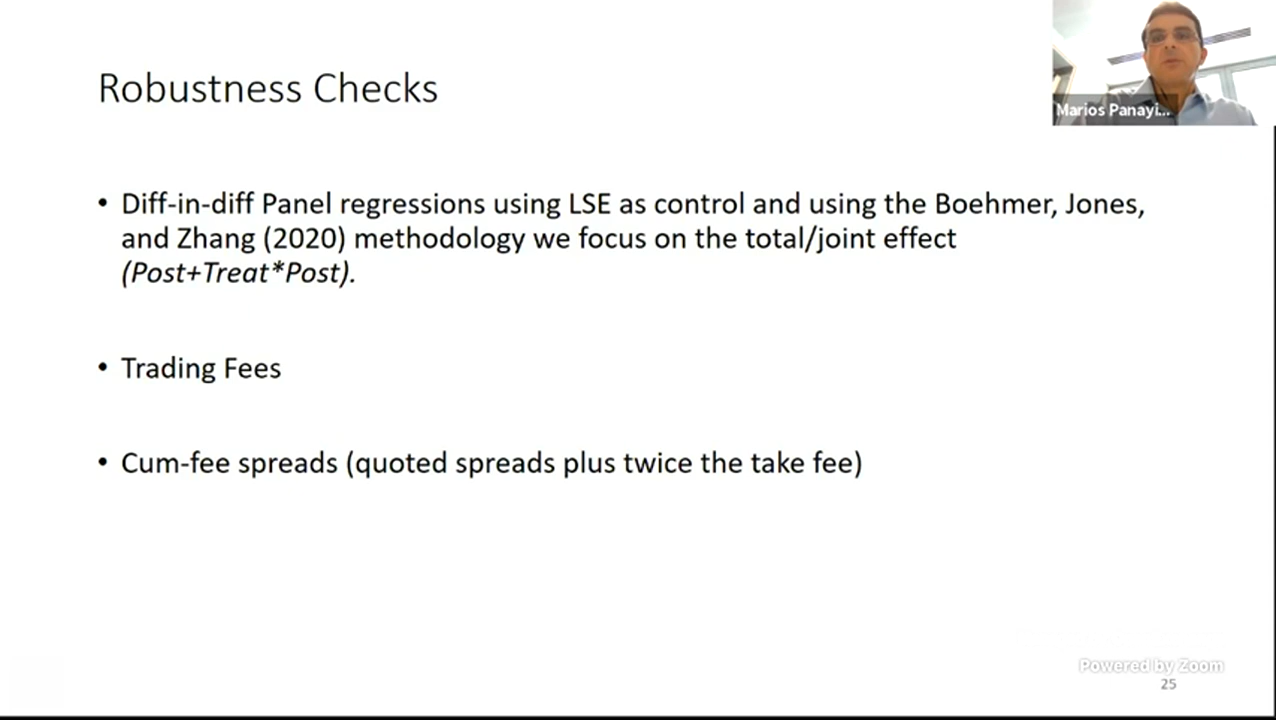 Robustness Checks
Marios Panayi...
• Diff-in-diff Panel regressions using LSE as control and using the Boehmer, Jones,
and Zhang (2020) methodology we focus on the total/joint effect
(Post+Treat*Post).
• Trading Fees
• Cum-fee spreads (quoted spreads plus twice the take fee)
Powered by Zoom
25